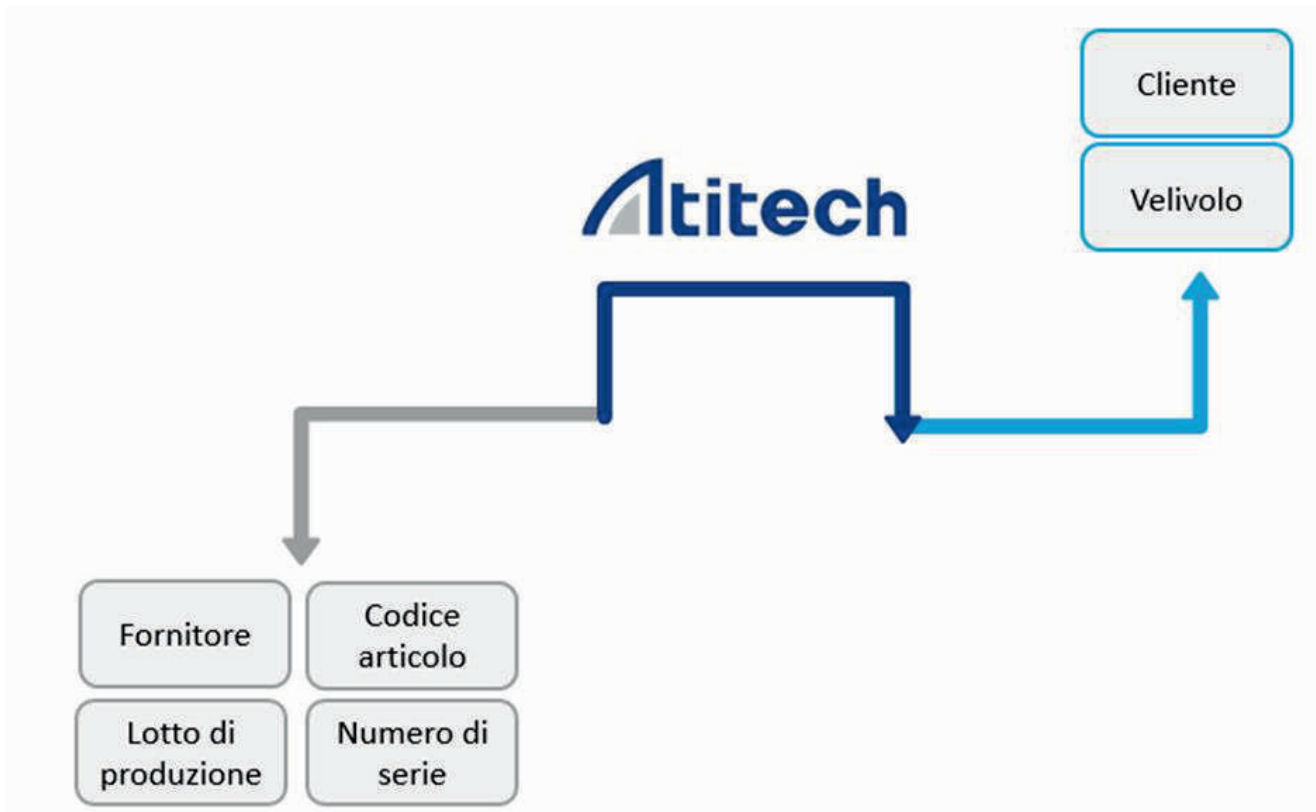 Cliente
Atitech
Velivolo
Fornitore
Codice
articolo
Lotto di
produzione
Numero di
serie